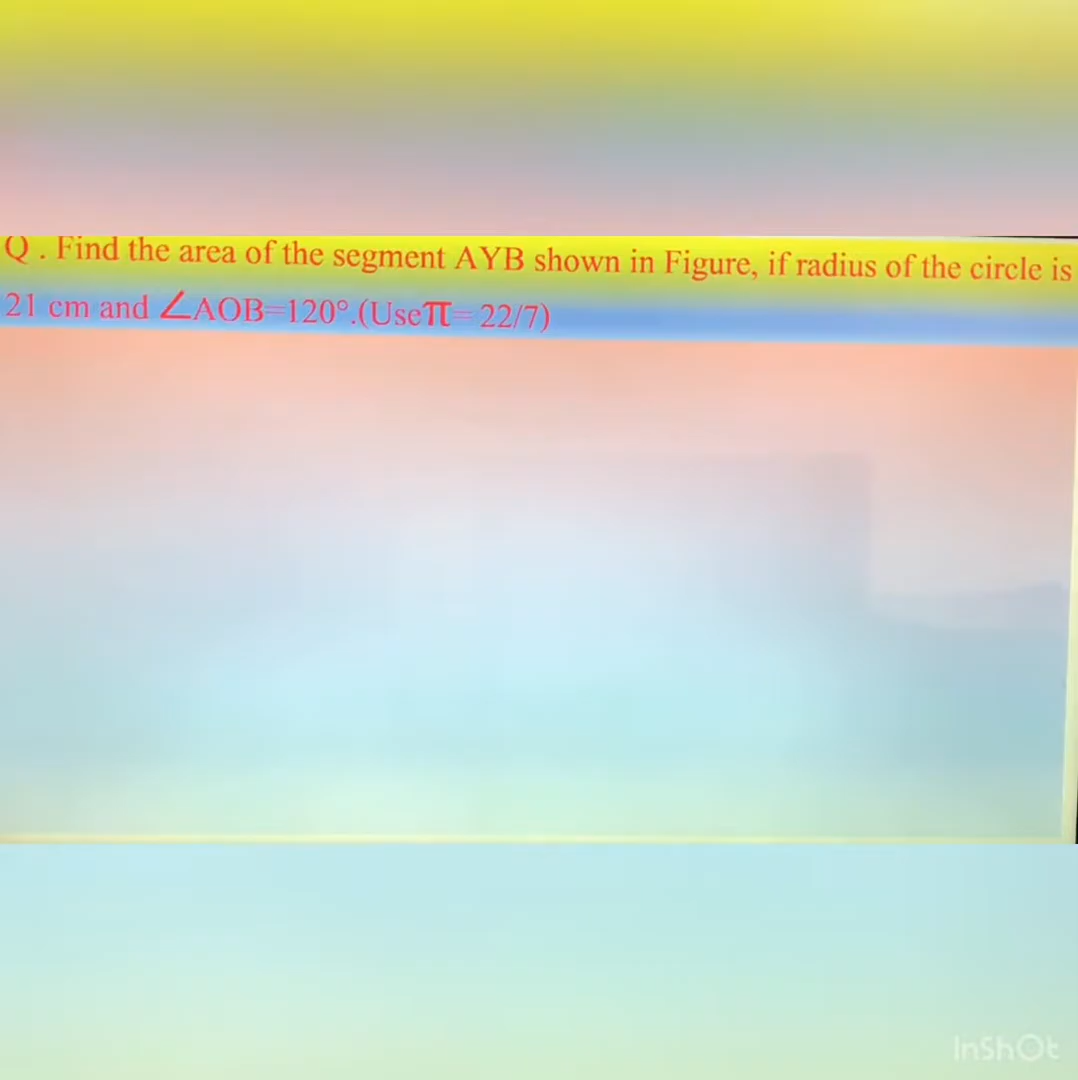 Q . Find the area of the segment AYB shown in Figure, if radius of the circle is
21 cm and ∠AOB=120°.(Useπ= 22/7)
InShOt